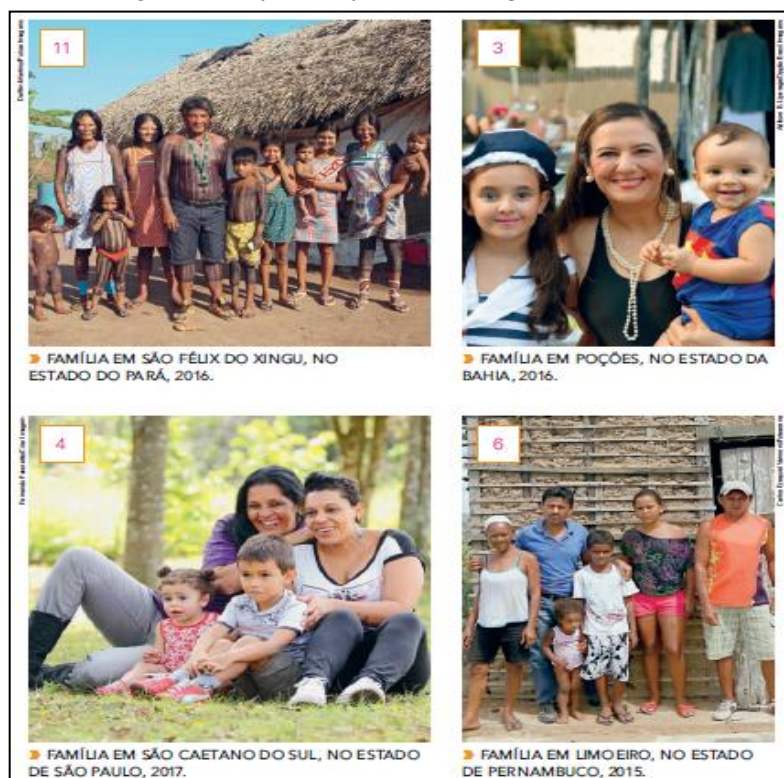 11
3
FAMÍLIA EM SÃO FÉLIX DO XINGU, NO
ESTADO DO PARÁ, 2016.
FAMÍLIA EM POÇÕES, NO ESTADO DA
BAHIA, 2016.
4
6
FAMÍLIA EM SÃO CAETANO DO SUL, NO ESTADO
DE SÃO PAULO, 2017.
FAMÍLIA EM LIMOEIRO, NO ESTADO
DE PERNAMBUCO, 2015.